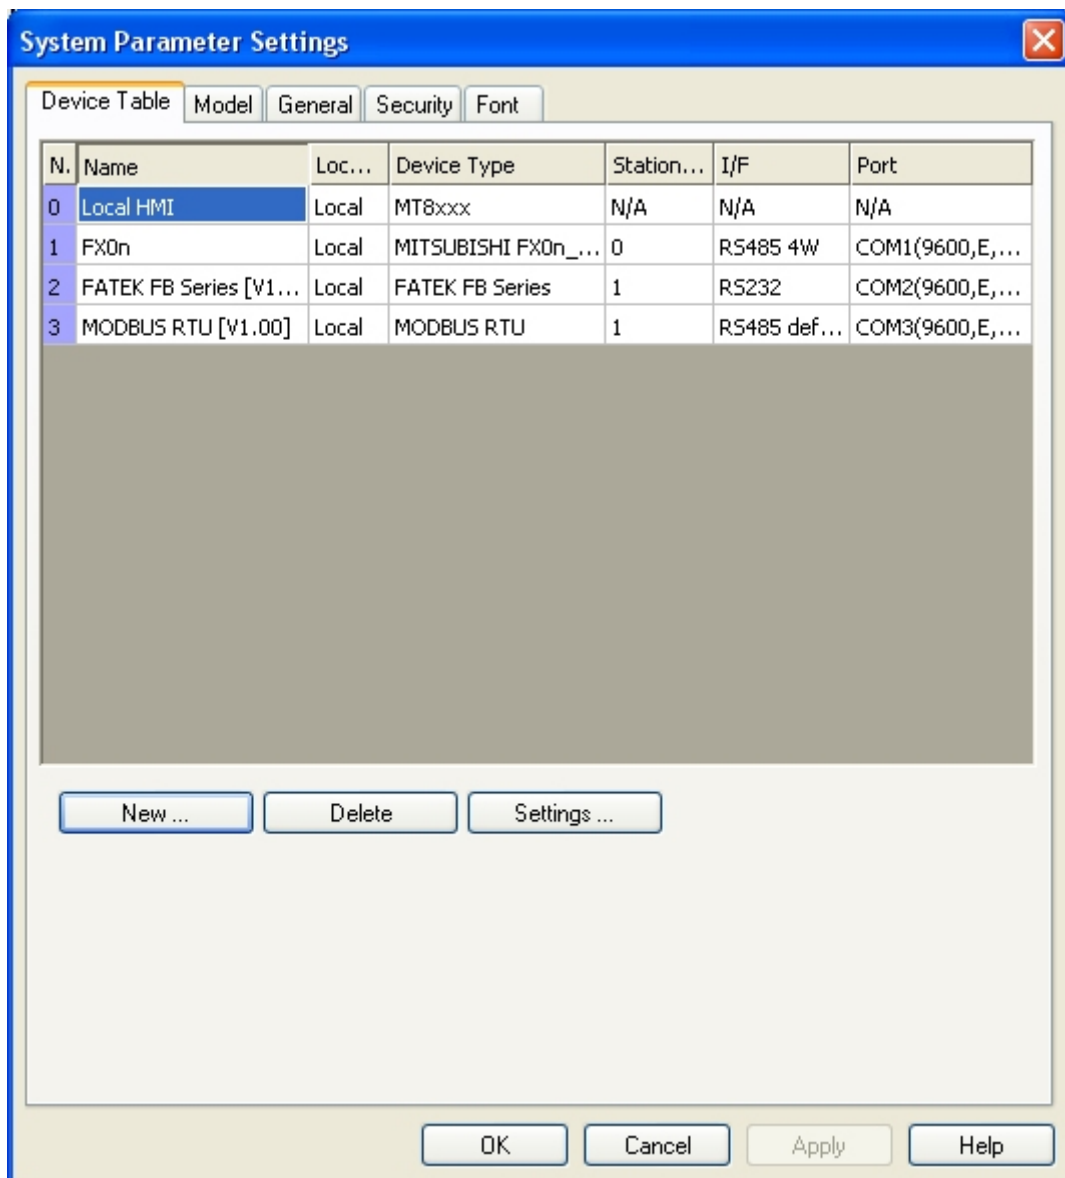 System Parameter Settings
Device Table Model General Security Font
N. Name Loc... Device Type Station... I/F Port
0 Local HMI Local MT8xxx N/A N/A N/A
1 FX0n Local MITSUBISHI FX0n_... 0 RS485 4W COM1(9600,E,...
2 FATEK FB Series [V1... Local FATEK FB Series 1 RS232 COM2(9600,E,...
3 MODBUS RTU [V1.00] Local MODBUS RTU 1 RS485 def... COM3(9600,E,...
New ... Delete Settings ...
OK Cancel Apply Help